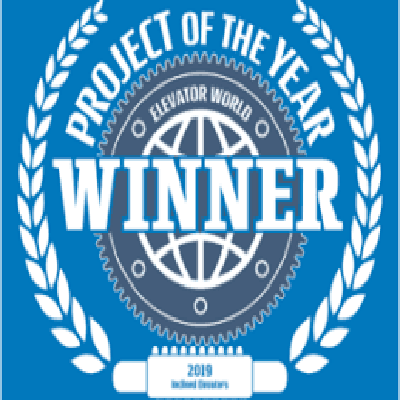 PROJECT OF THE YEAR
ELEVATOR WORLD
WINNER
2019
Inclined Elevators